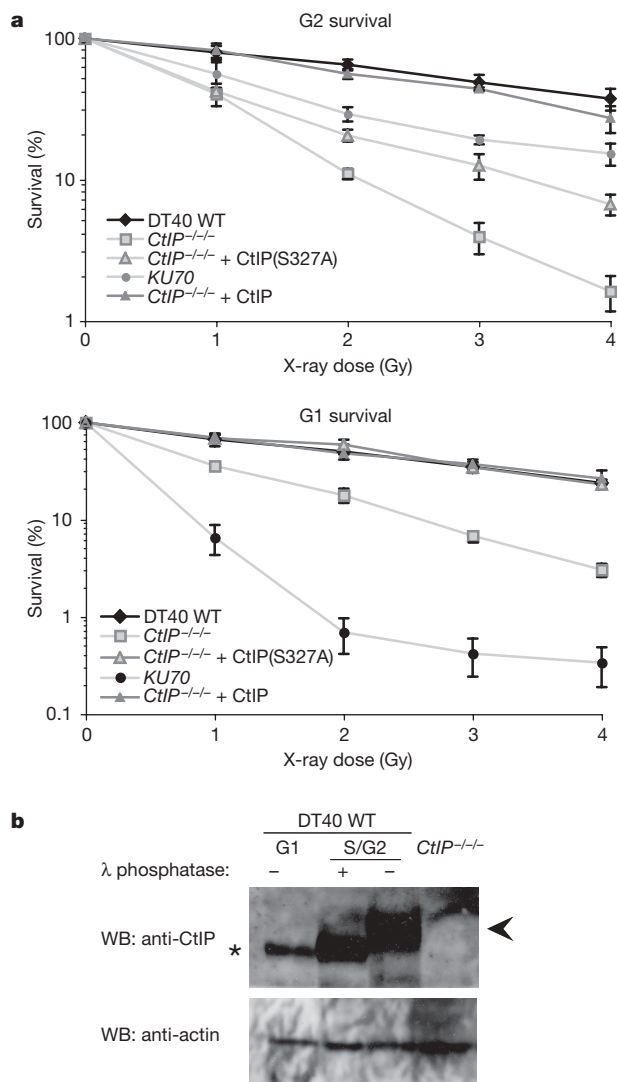 a
G2 survival
100
10
1
Survival (%)
DT40 WT
CtIP−/−/−
CtIP−/−/− + CtIP(S327A)
KU70
CtIP−/−/− + CtIP
0 1 2 3 4
X-ray dose (Gy)
G1 survival
100
10
1
0.1
Survival (%)
DT40 WT
CtIP−/−/−
CtIP−/−/− + CtIP(S327A)
KU70
CtIP−/−/− + CtIP
0 1 2 3 4
X-ray dose (Gy)
b
DT40 WT
G1 S/G2 CtIP−/−/−
λ phosphatase: − + −
WB: anti-CtIP *
WB: anti-actin